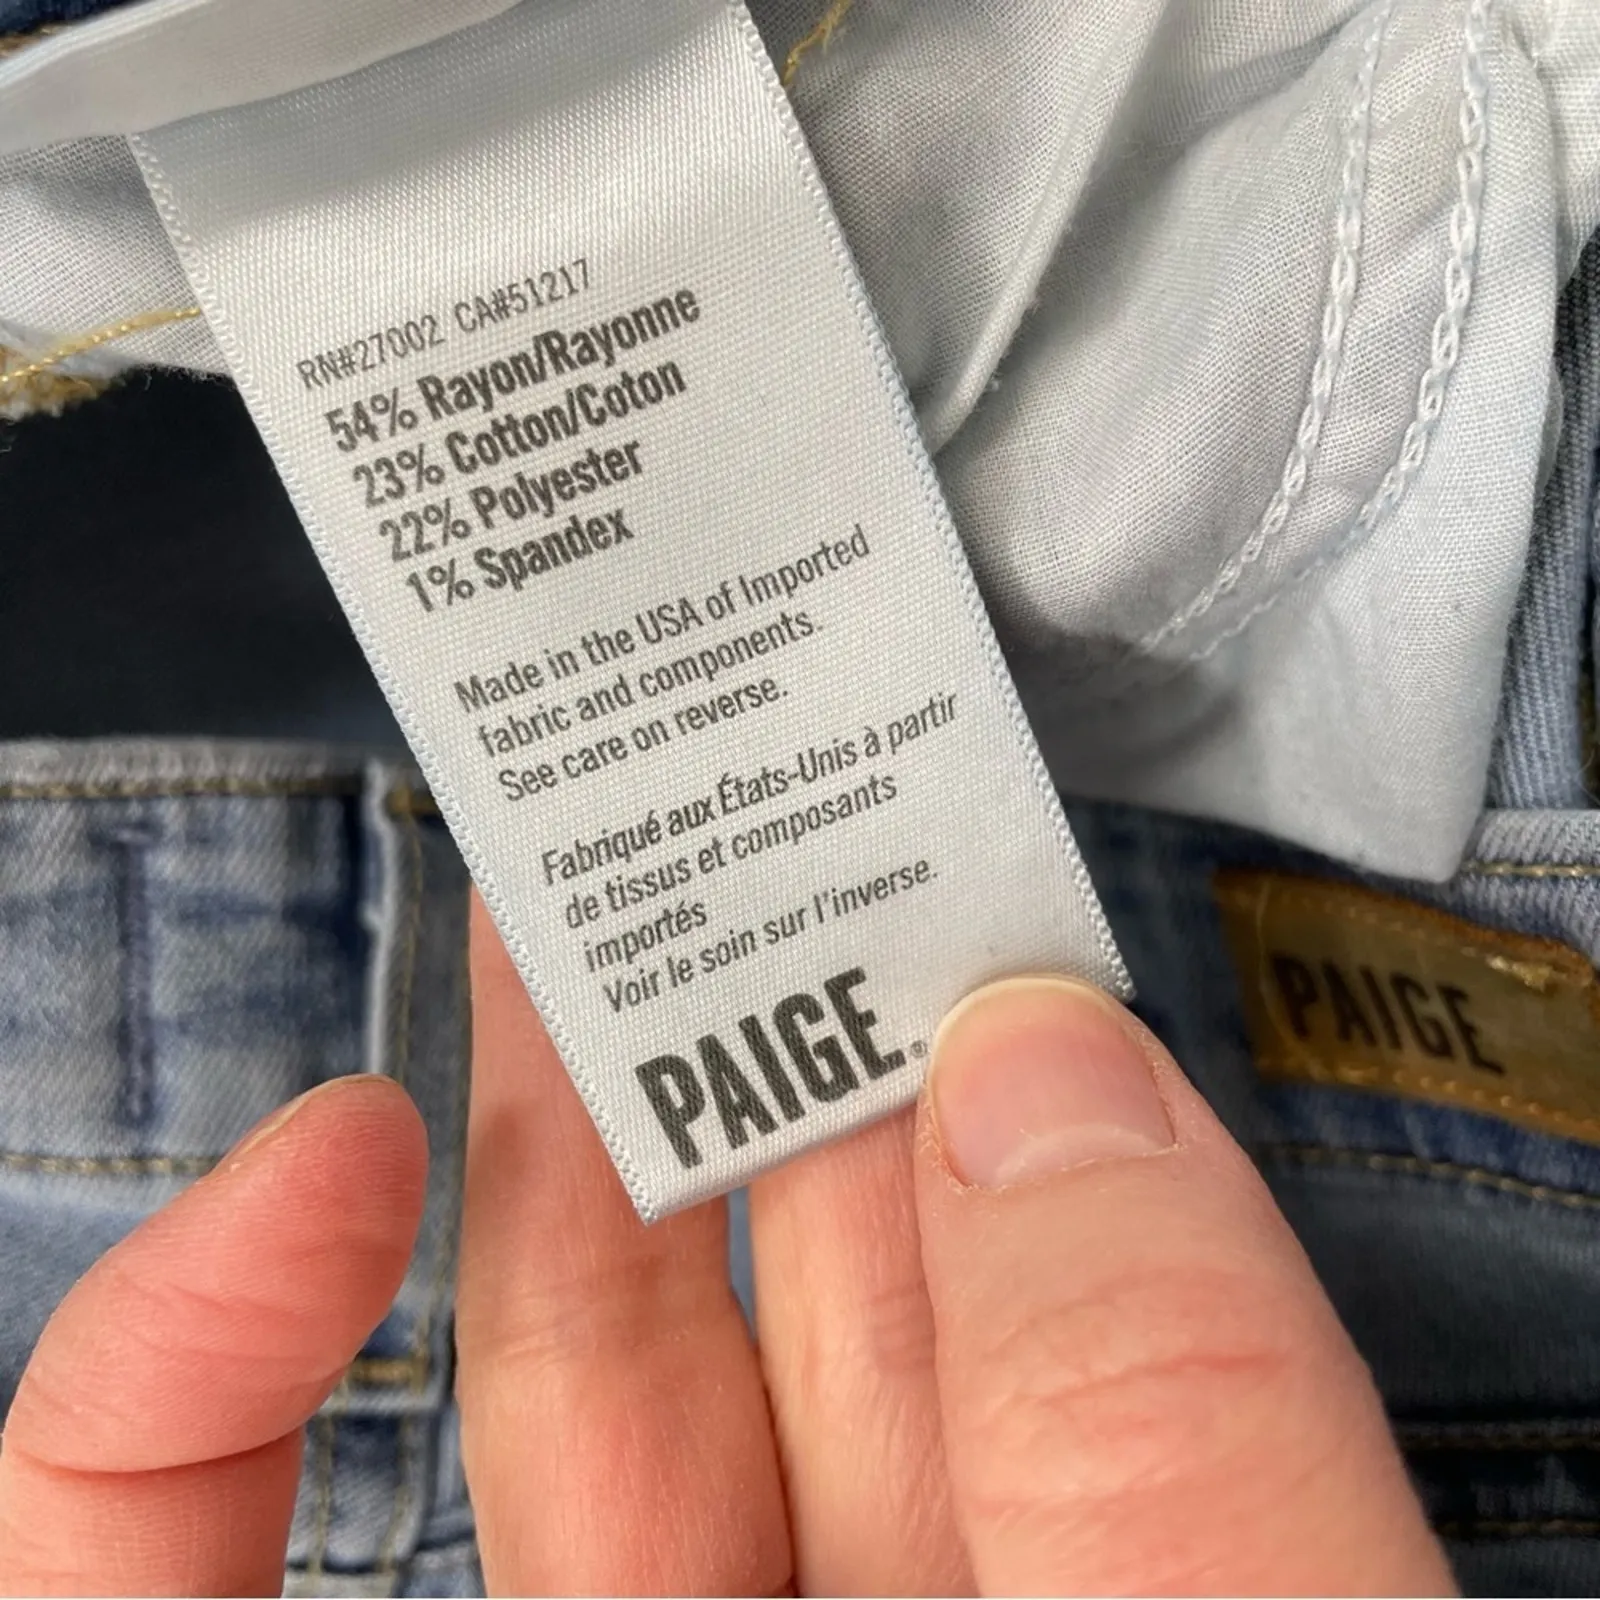 RN#27002 CA#51217
54% Rayon/Rayonne
23% Cotton/Coton
22% Polyester
1% Spandex
Made in the USA of Imported
fabric and components.
See care on reverse.
Fabriqué aux États-Unis à partir
de tissus et composants
importés
Voir le soin sur l'inverse.
PAIGE®
PAIGE